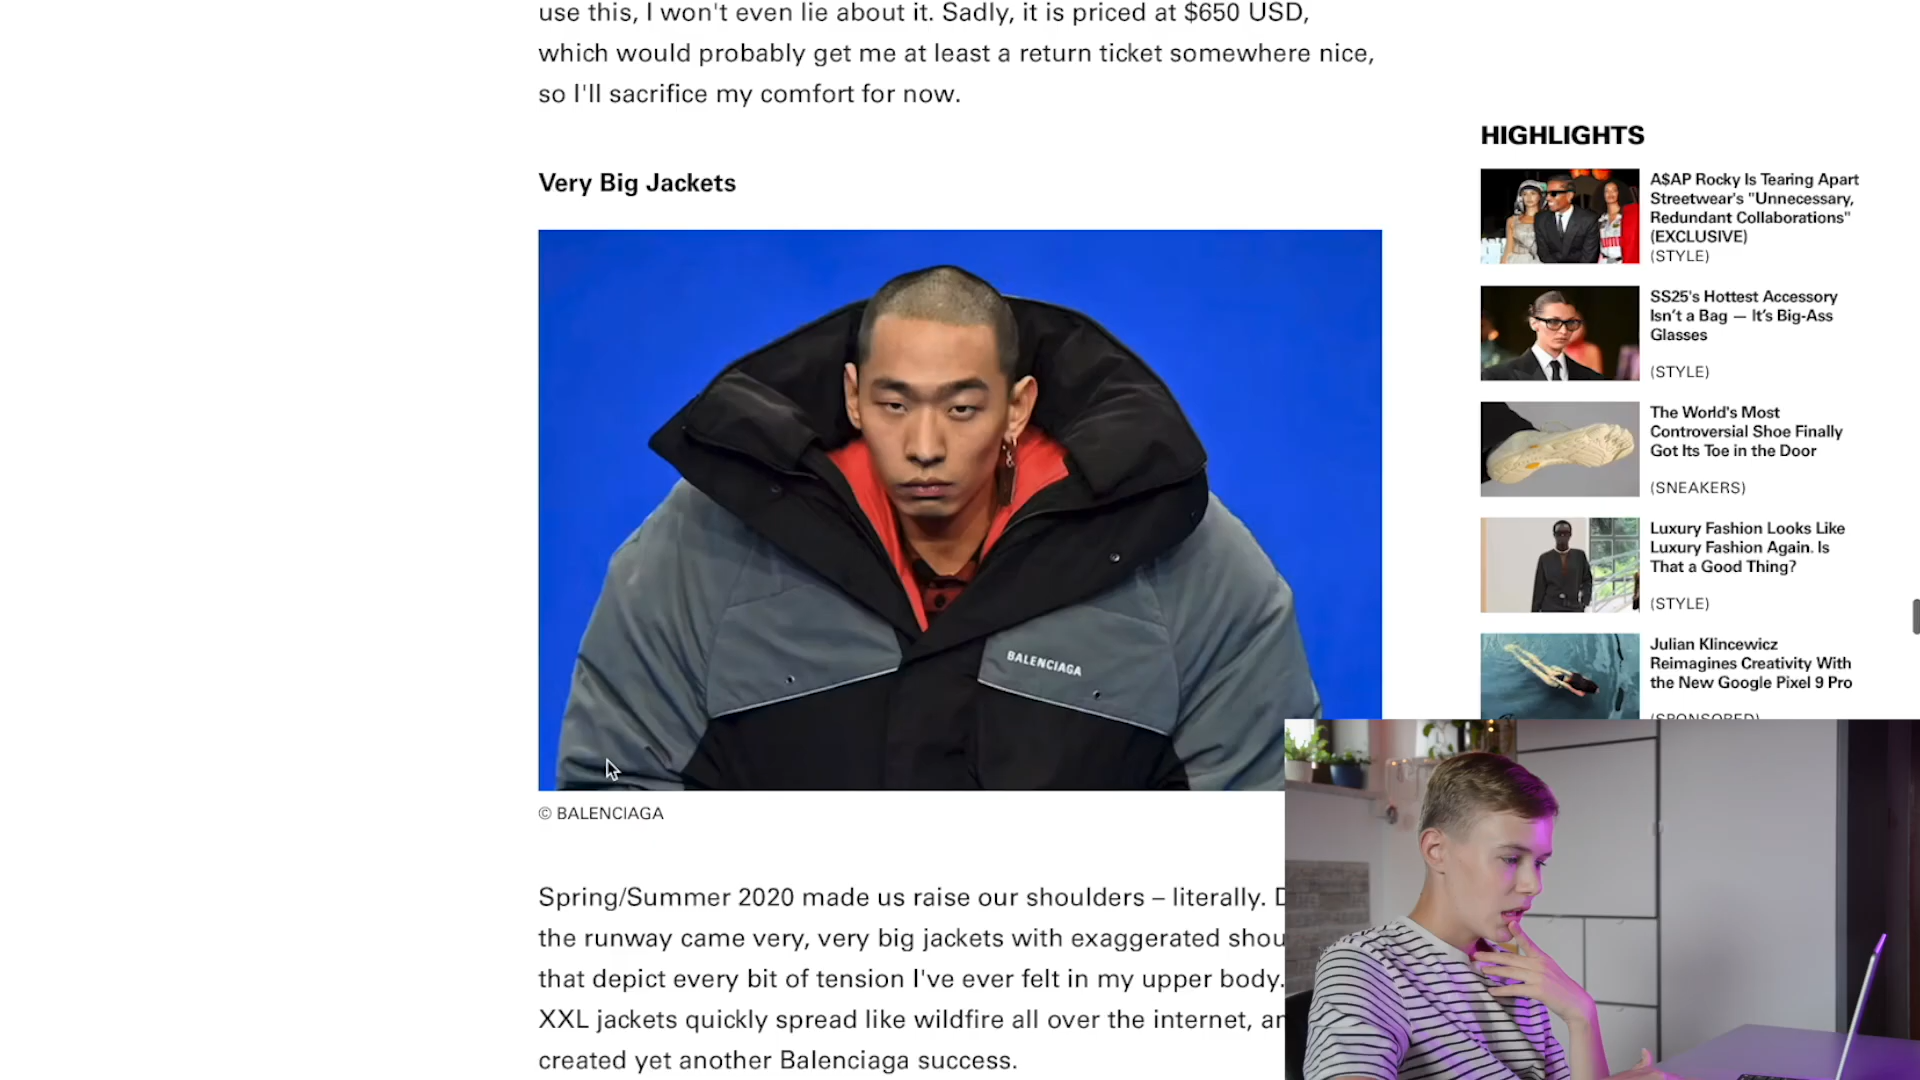 use this, I won't even lie about it. Sadly, it is priced at $650 USD,
which would probably get me at least a return ticket somewhere nice,
so I'll sacrifice my comfort for now.
Very Big Jackets
BALENCIAGA
© BALENCIAGA
Spring/Summer 2020 made us raise our shoulders – literally.
the runway came very, very big jackets with exaggerated
that depict every bit of tension I've ever felt in my upper body.
XXL jackets quickly spread like wildfire all over the internet,
created yet another Balenciaga success.
HIGHLIGHTS
A$AP Rocky Is Tearing Apart
Streetwear's "Unnecessary,
Redundant Collaborations"
(EXCLUSIVE)
(STYLE)
SS25's Hottest Accessory
Isn't a Bag — It's Big-Ass
Glasses
(STYLE)
The World's Most
Controversial Shoe Finally
Got Its Toe in the Door
(SNEAKERS)
Luxury Fashion Looks Like
Luxury Fashion Again. Is
That a Good Thing?
(STYLE)
Julian Klincewicz
Reimagines Creativity With
the New Google Pixel 9 Pro
(SPONSORED)